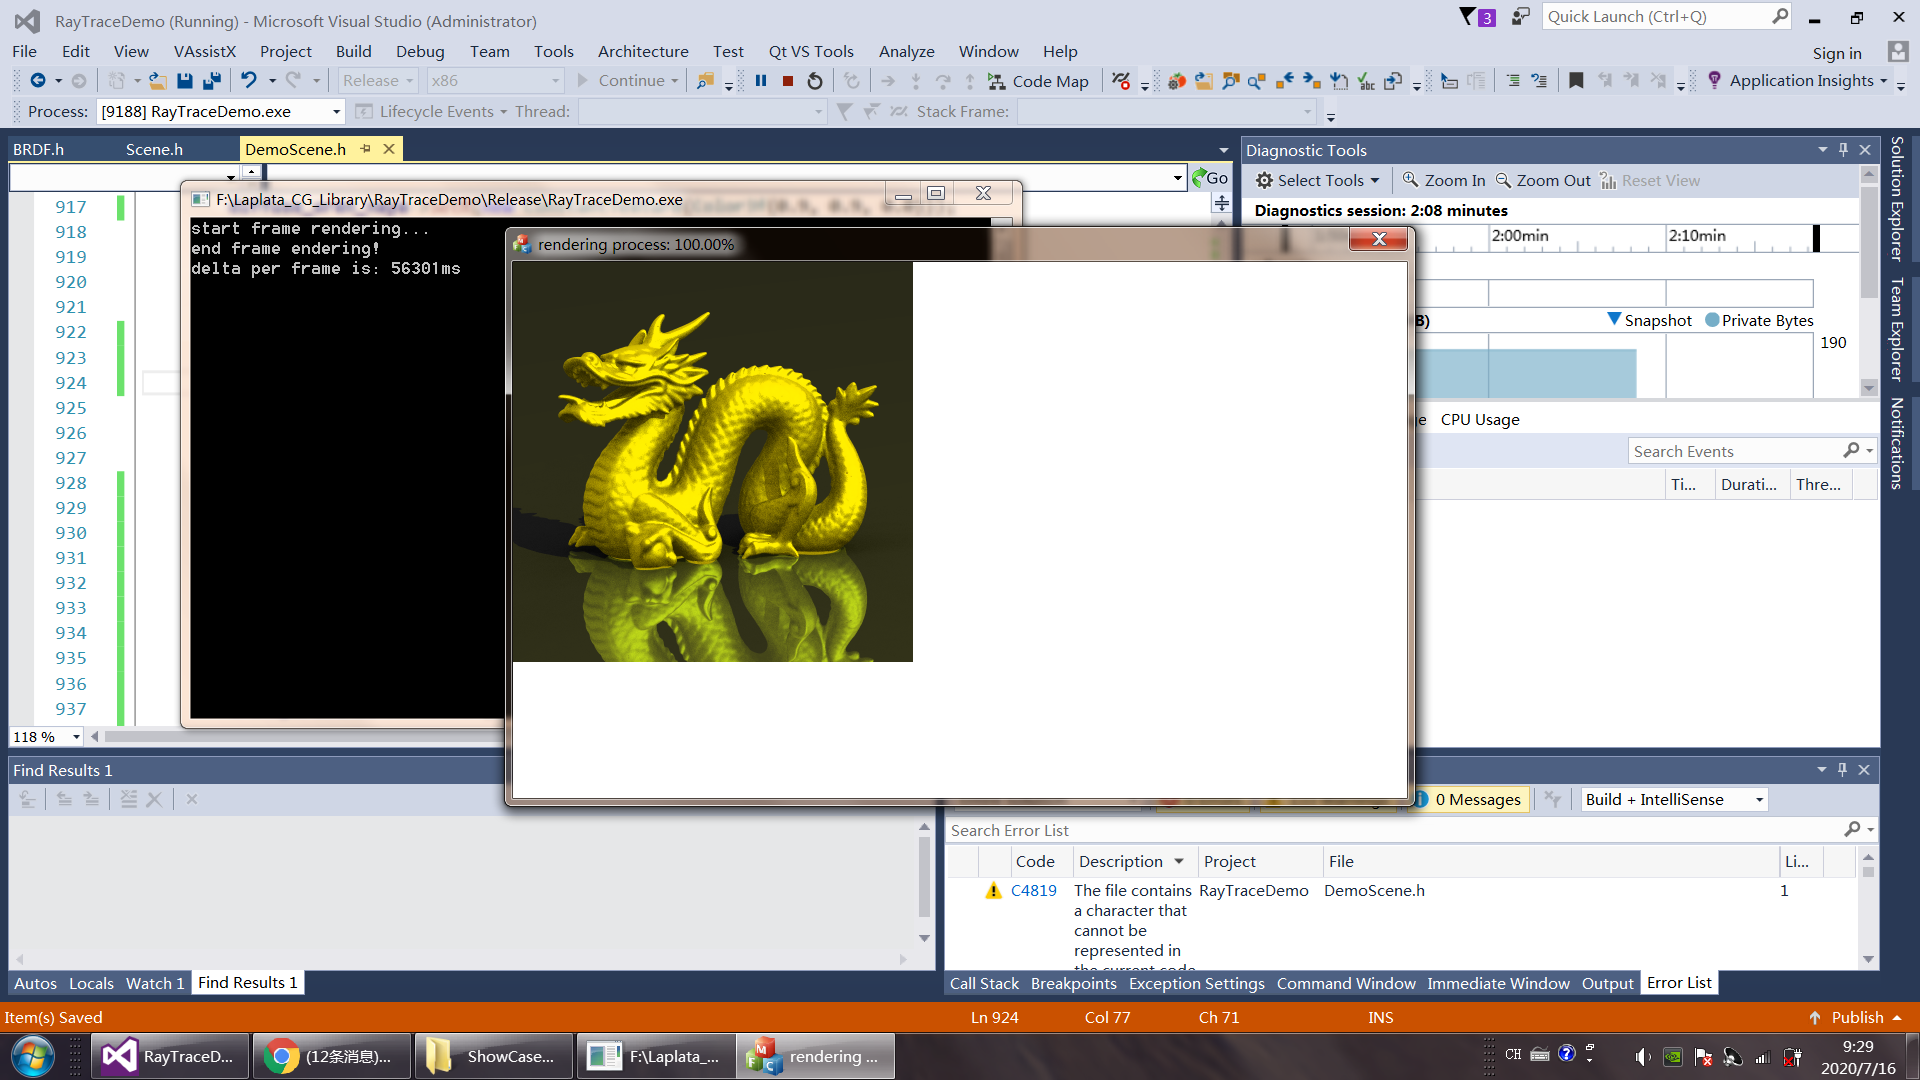 RayTraceDemo (Running) - Microsoft Visual Studio (Administrator)
3
Quick Launch (Ctrl+Q)
File Edit View VAssistX Project Build Debug Team Tools Architecture Test Qt VS Tools Analyze Window Help
Sign in
Release x86 Continue Code Map Application Insights
Process: [9188] RayTraceDemo.exe Lifecycle Events Thread: Stack Frame:
BRDF.h Scene.h DemoScene.h
Go
917
918
919
920
921
922
923
924
925
926
927
928
929
930
931
932
933
934
935
936
937
118 %
F:\Laplata_CG_Library\RayTraceDemo\Release\RayTraceDemo.exe
start frame rendering...
end frame endering!
delta per frame is: 56301ms
rendering process: 100.00%
Diagnostic Tools
Select Tools Zoom In Zoom Out Reset View
Diagnostics session: 2:08 minutes
2:00min 2:10min
B) Snapshot Private Bytes
190
CPU Usage
Search Events
Ti... Durati... Thre...
Solution Explorer
Team Explorer
Notifications
Find Results 1
0 Messages Build + IntelliSense
Search Error List
Code Description Project File Li...
C4819 The file contains RayTraceDemo DemoScene.h 1
a character that
cannot be
represented in
the current code
Autos Locals Watch 1 Find Results 1
Call Stack Breakpoints Exception Settings Command Window Immediate Window Output Error List
Item(s) Saved Ln 924 Col 77 Ch 71 INS Publish
RayTraceD... (12条消息)... ShowCase... F:\Laplata_... rendering ...
CH
9:29
2020/7/16